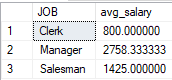 JOB avg_salary
1 Clerk 800.000000
2 Manager 2758.333333
3 Salesman 1425.000000